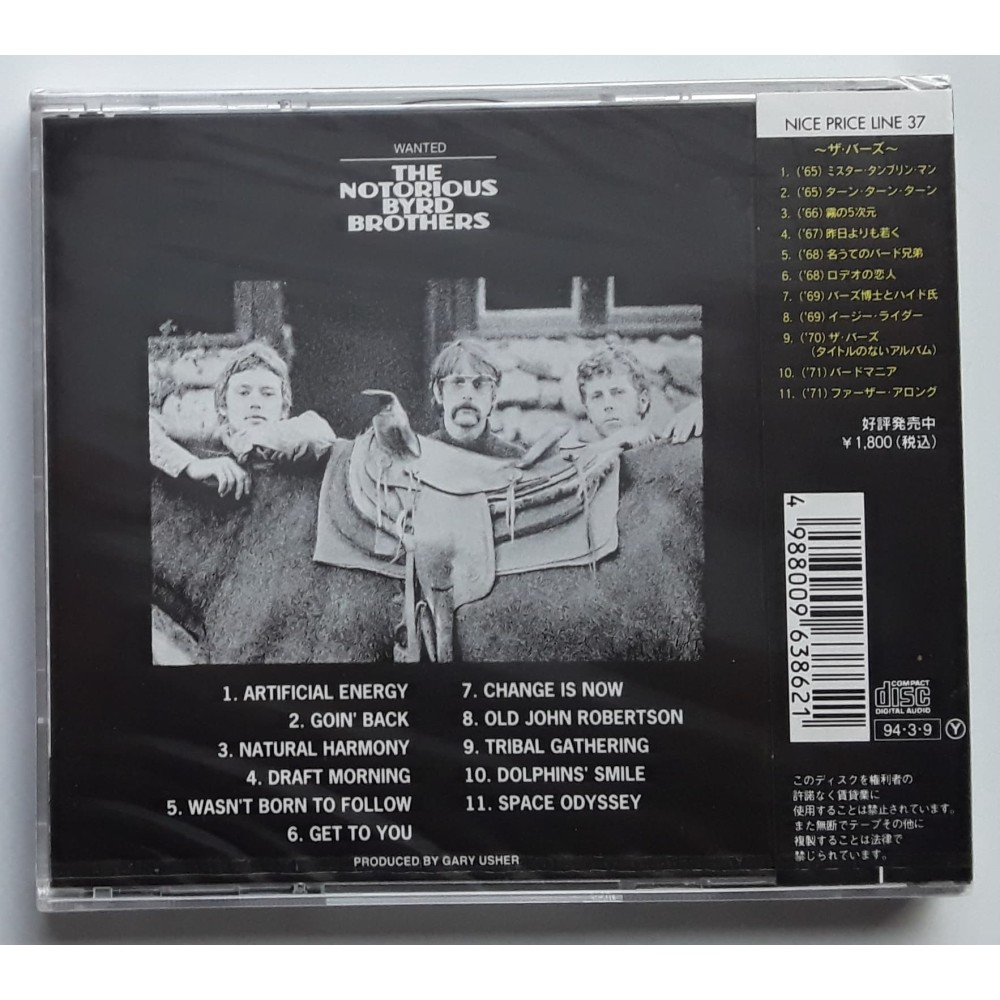 WANTED
THE
NOTORIOUS
BYRD
BROTHERS
1. ARTIFICIAL ENERGY
2. GOIN' BACK
3. NATURAL HARMONY
4. DRAFT MORNING
5. WASN'T BORN TO FOLLOW
6. GET TO YOU
7. CHANGE IS NOW
8. OLD JOHN ROBERTSON
9. TRIBAL GATHERING
10. DOLPHINS' SMILE
11. SPACE ODYSSEY
PRODUCED BY GARY USHER
NICE PRICE LINE 37
～ザ・バーズ～
1. ('65) ミスター・タンブリン・マン
2. ('65) ターン・ターン・ターン
3. ('66) 霧の5次元
4. ('67) 昨日よりも若く
5. ('68) 名うてのバード兄弟
6. ('68) ロデオの恋人
7. ('69) バーズ博士とハイド氏
8. ('69) イージー・ライダー
9. ('70) ザ・バーズ
(タイトルのないアルバム)
10. ('71) バードマニア
11. ('71) ファーザー・アロング
好評発売中
￥1,800(税込)
4 988009 638621
COMPACT
disc
DIGITAL AUDIO
94・3・9 Y
このディスクを権利者の
許諾なく賃貸業に
使用することは禁止されています。
また無断でテープその他に
複製することは法律で
禁じられています。